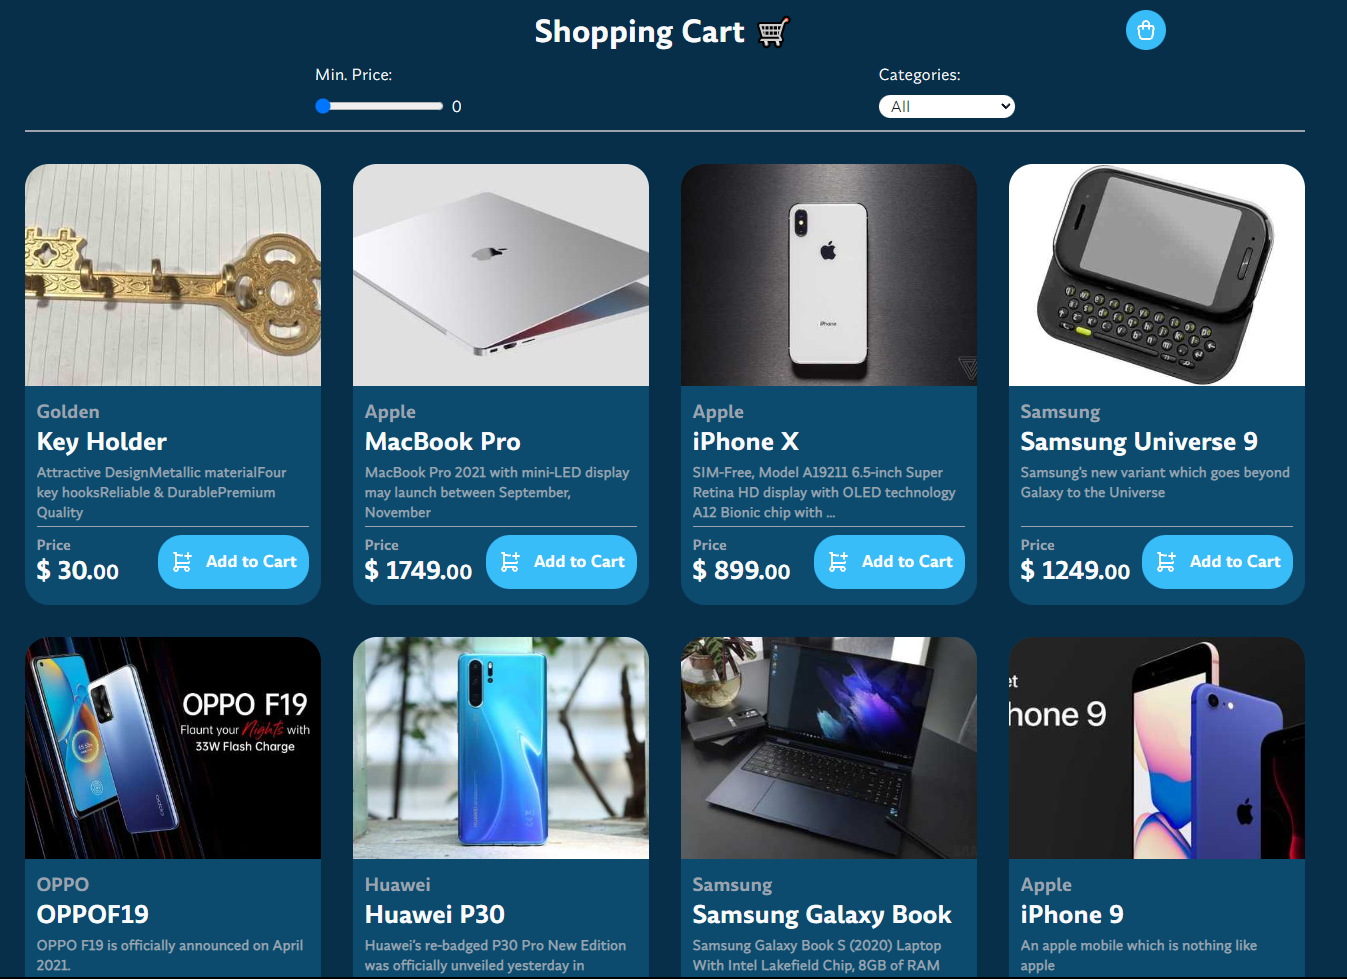 Shopping Cart
Min. Price:
0
Categories:
All
Golden
Key Holder
Attractive DesignMetallic materialFour
key hooksReliable & DurablePremium
Quality
Price
$ 30.00
Add to Cart
Apple
MacBook Pro
MacBook Pro 2021 with mini-LED display
may launch between September,
November
Price
$ 1749.00
Add to Cart
iPhone
Apple
iPhone X
SIM-Free, Model A19211 6.5-inch Super
Retina HD display with OLED technology
A12 Bionic chip with ...
Price
$ 899.00
Add to Cart
Samsung
Samsung Universe 9
Samsung's new variant which goes beyond
Galaxy to the Universe
Price
$ 1249.00
Add to Cart
OPPO F19
Flaunt your Nights with
33W Flash Charge
OPPO
OPPOF19
OPPO F19 is officially announced on April
2021.
Huawei
Huawei P30
Huawei's re-badged P30 Pro New Edition
was officially unveiled yesterday in
Samsung
Samsung Galaxy Book
Samsung Galaxy Book S (2020) Laptop
With Intel Lakefield Chip, 8GB of RAM
et
hone 9
Apple
iPhone 9
An apple mobile which is nothing like
apple